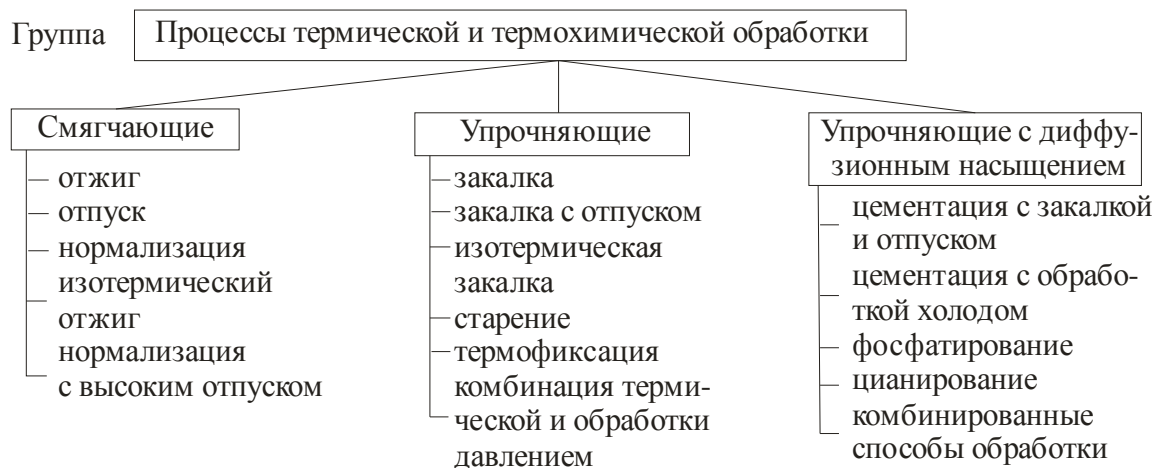 Группа
Процессы термической и термохимической обработки
Смягчающие
отжиг
отпуск
нормализация
изотермический
отжиг
нормализация
с высоким отпуском
Упрочняющие
закалка
закалка с отпуском
изотермическая
закалка
старение
термофиксация
комбинация терми-
ческой и обработки
давлением
Упрочняющие с диффу-
зионным насыщением
цементация с закалкой
и отпуском
цементация с обрабо-
ткой холодом
фосфатирование
цианирование
комбинированные
способы обработки